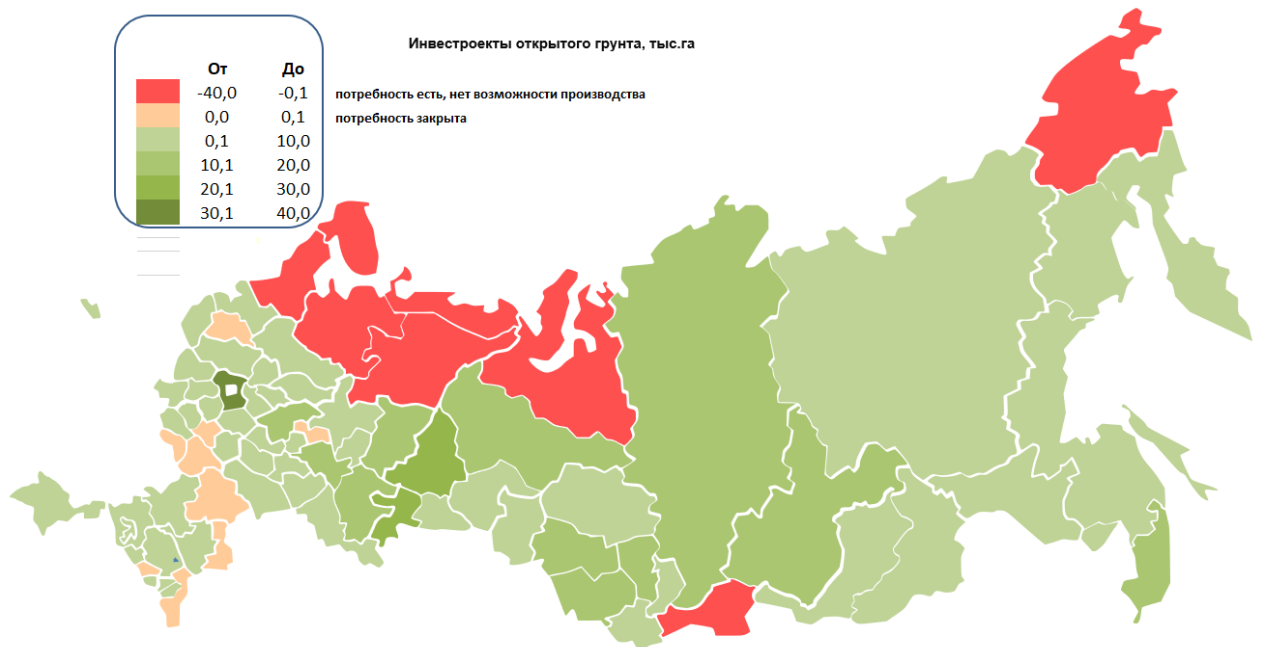 Инвестроекты открытого грунта, тыс.га
От До
-40,0 -0,1 потребность есть, нет возможности производства
0,0 0,1 потребность закрыта
0,1 10,0
10,1 20,0
20,1 30,0
30,1 40,0